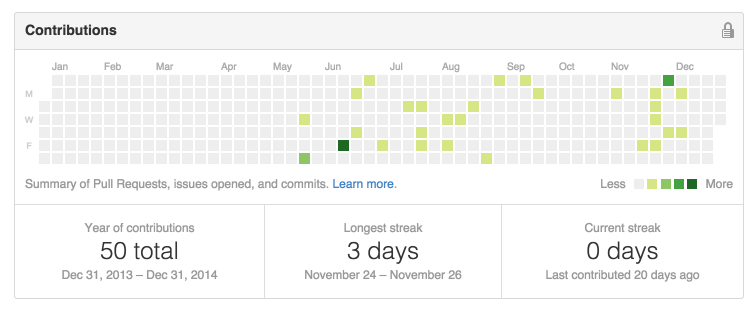 Contributions
Jan Feb Mar Apr May Jun Jul Aug Sep Oct Nov Dec
M
W
F
Summary of Pull Requests, issues opened, and commits. Learn more.
Less More
Year of contributions
50 total
Dec 31, 2013 – Dec 31, 2014
Longest streak
3 days
November 24 – November 26
Current streak
0 days
Last contributed 20 days ago